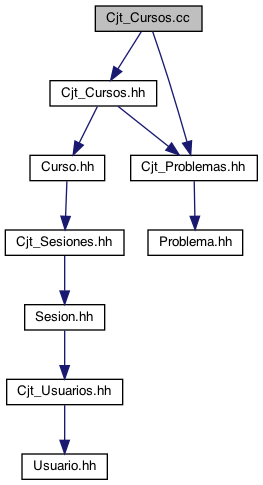 Cjt_Cursos.cc
Cjt_Cursos.hh
Curso.hh
Cjt_Problemas.hh
Cjt_Sesiones.hh
Problema.hh
Sesion.hh
Cjt_Usuarios.hh
Usuario.hh